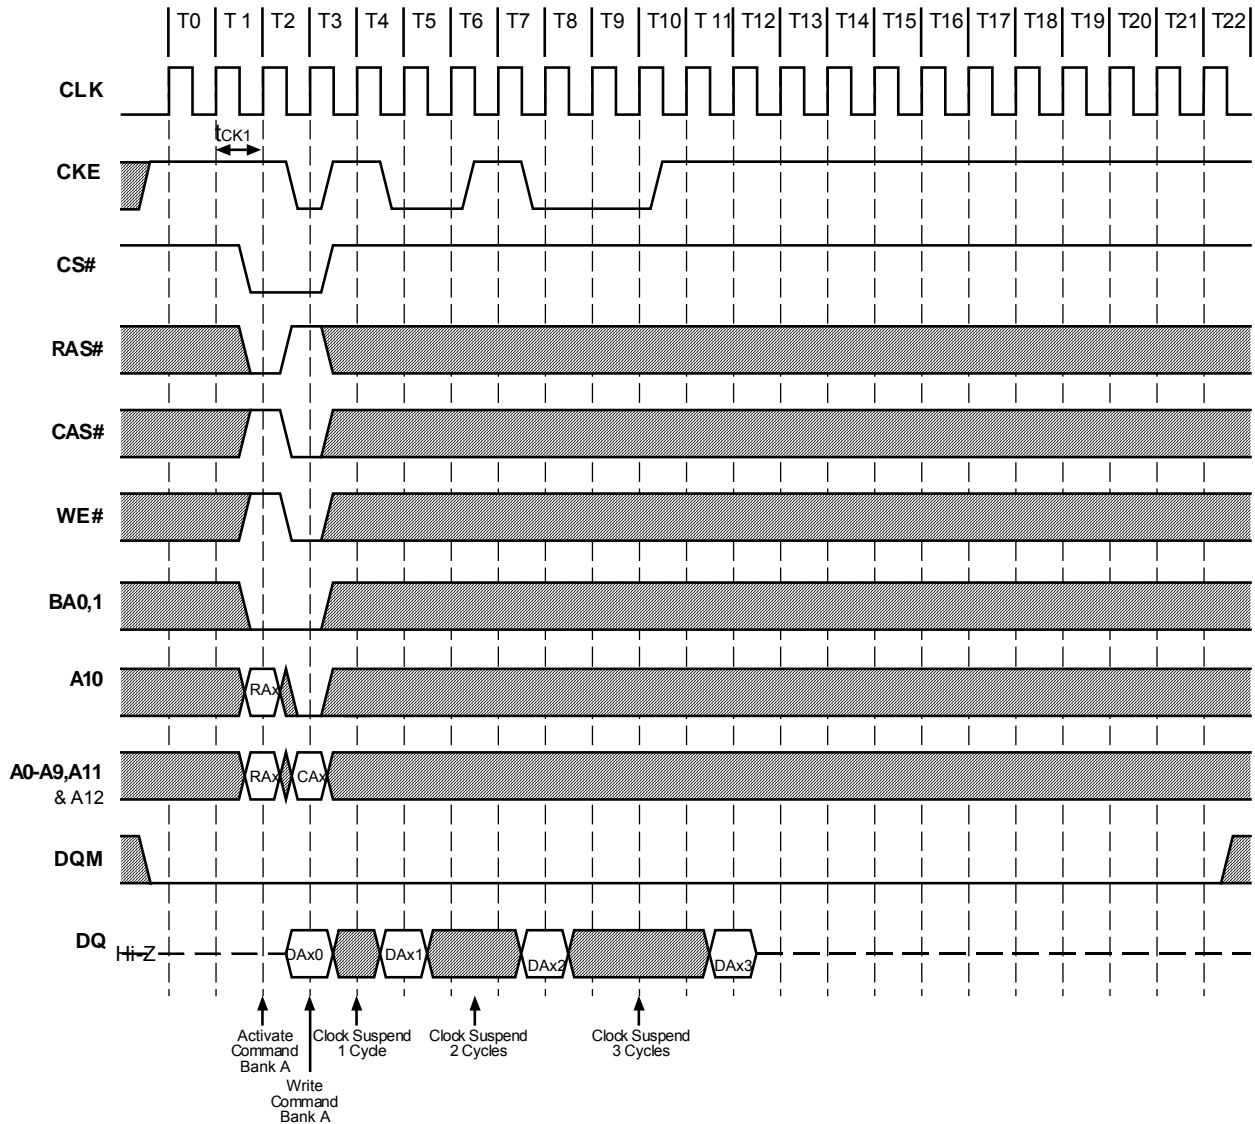 T0 T 1 T2 T3 T4 T5 T6 T7 T8 T9 T10 T 11 T12 T13 T14 T15 T16 T17 T18 T19 T20 T21 T22
CLK
tCK1
CKE
CS#
RAS#
CAS#
WE#
BA0,1
A10
RAx
A0-A9,A11
& A12
RAx CAx
DQM
DQ
Hi-Z
DAx0 DAx1 DAx2 DAx3
Activate
Command
Bank A
Write
Command
Bank A
Clock Suspend
1 Cycle
Clock Suspend
2 Cycles
Clock Suspend
3 Cycles